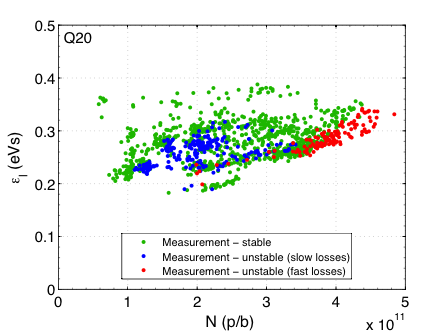 Q20
0.5
0.4
0.3
0.2
0.1
0
ε_l (eVs)
Measurement – stable
Measurement – unstable (slow losses)
Measurement – unstable (fast losses)
0 1 2 3 4 5
N (p/b)
x 10^11